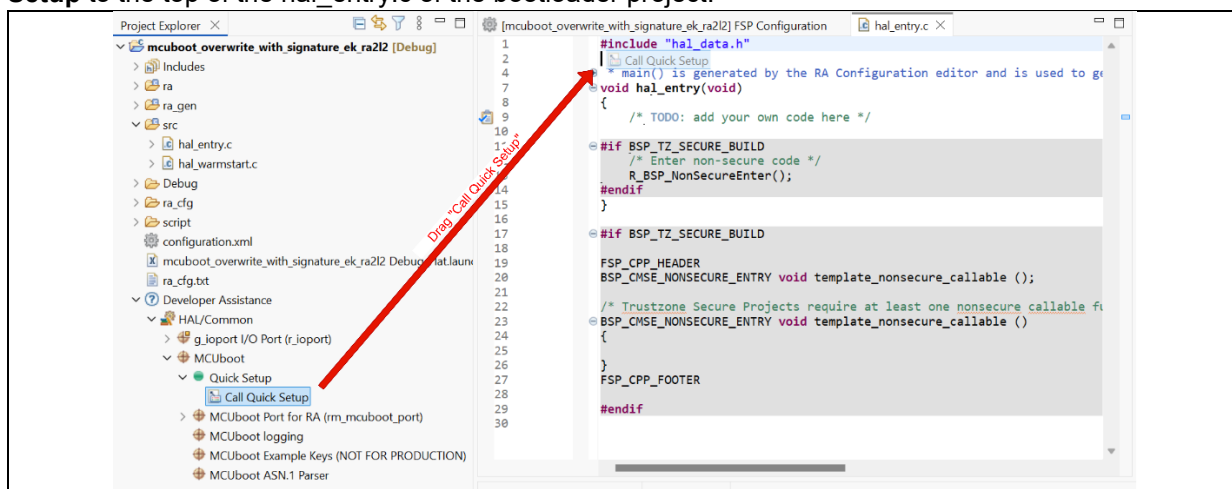 Setup to the top of the hal_entry.c of the bootloader project.
Project Explorer
[mcuboot_overwrite_with_signature_ek_ra2l2] FSP Configuration
hal_entry.c
mcuboot_overwrite_with_signature_ek_ra2l2 [Debug]
Includes
ra
ra_gen
src
hal_entry.c
hal_warmstart.c
Debug
ra_cfg
script
configuration.xml
mcuboot_overwrite_with_signature_ek_ra2l2 Debug
ra_cfg.txt
Developer Assistance
HAL/Common
g_ioport I/O Port (r_ioport)
MCUboot
Quick Setup
Call Quick Setup
MCUboot Port for RA (rm_mcuboot_port)
MCUboot logging
MCUboot Example Keys (NOT FOR PRODUCTION)
MCUboot ASN.1 Parser
Drag "Call Quick Setup"
1 #include "hal_data.h"
2 Call Quick Setup
4 * main() is generated by the RA Configuration editor and is used to ge
7 void hal_entry(void)
8 {
9 /* TODO: add your own code here */
10
#if BSP_TZ_SECURE_BUILD
/* Enter non-secure code */
R_BSP_NonSecureEnter();
14 #endif
15 }
16
17 #if BSP_TZ_SECURE_BUILD
18
19 FSP_CPP_HEADER
20 BSP_CMSE_NONSECURE_ENTRY void template_nonsecure_callable ();
21
22 /* Trustzone Secure Projects require at least one nonsecure callable fu
23 BSP_CMSE_NONSECURE_ENTRY void template_nonsecure_callable ()
24 {
25
26 }
27 FSP_CPP_FOOTER
28
29 #endif
30